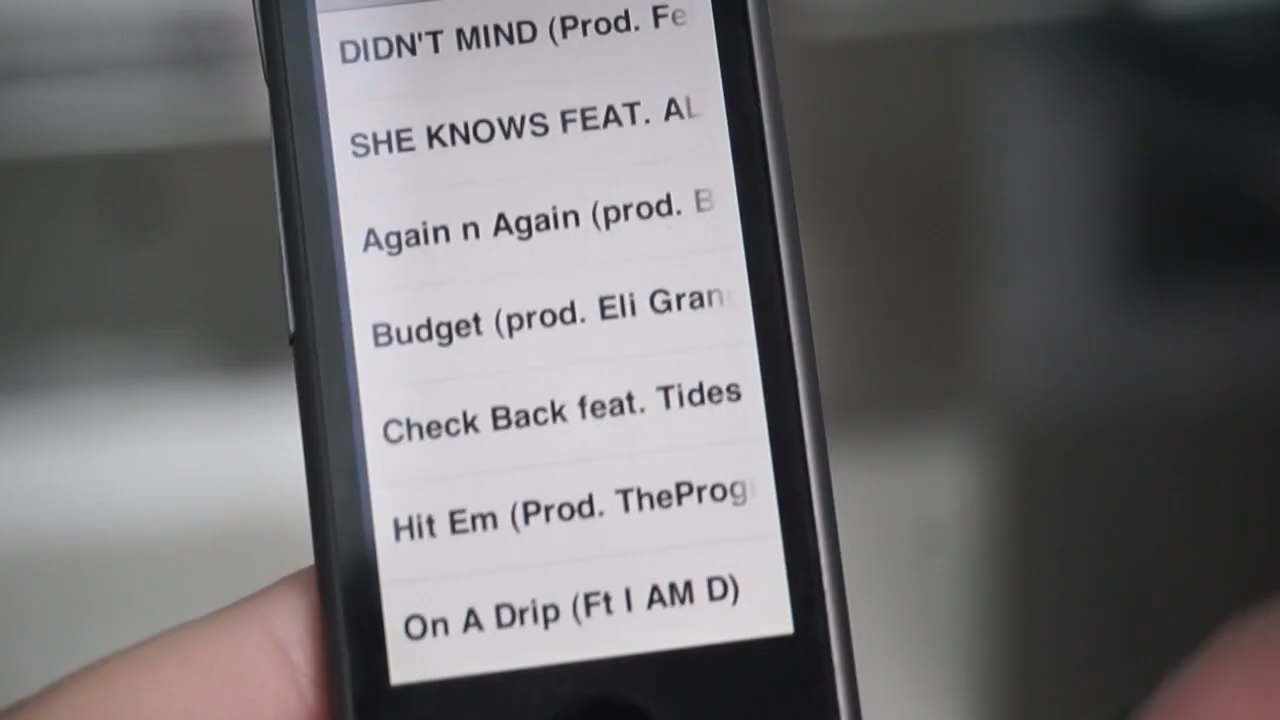 DIDN'T MIND (Prod. Fe
SHE KNOWS FEAT. AL
Again n Again (prod. B
Budget (prod. Eli Gran
Check Back feat. Tides
Hit Em (Prod. TheProg
On A Drip (Ft I AM D)